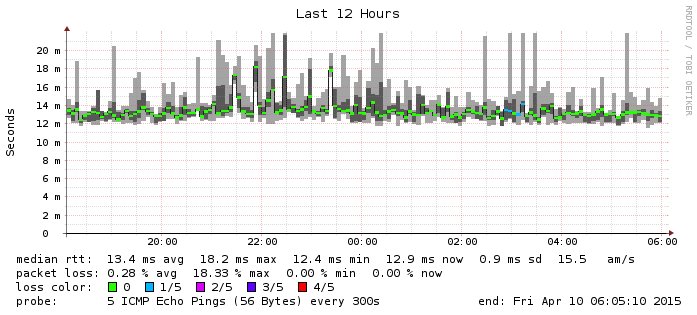 Last 12 Hours
RRDTOOL / TOBI OETIKER
Seconds
20 m
18 m
16 m
14 m
12 m
10 m
8 m
6 m
4 m
2 m
0
20:00 22:00 00:00 02:00 04:00 06:00
median rtt: 13.4 ms avg 18.2 ms max 12.4 ms min 12.9 ms now 0.9 ms sd 15.5 am/s
packet loss: 0.28 % avg 18.33 % max 0.00 % min 0.00 % now
loss color: 0 1/5 2/5 3/5 4/5
probe: 5 ICMP Echo Pings (56 Bytes) every 300s end: Fri Apr 10 06:05:10 2015